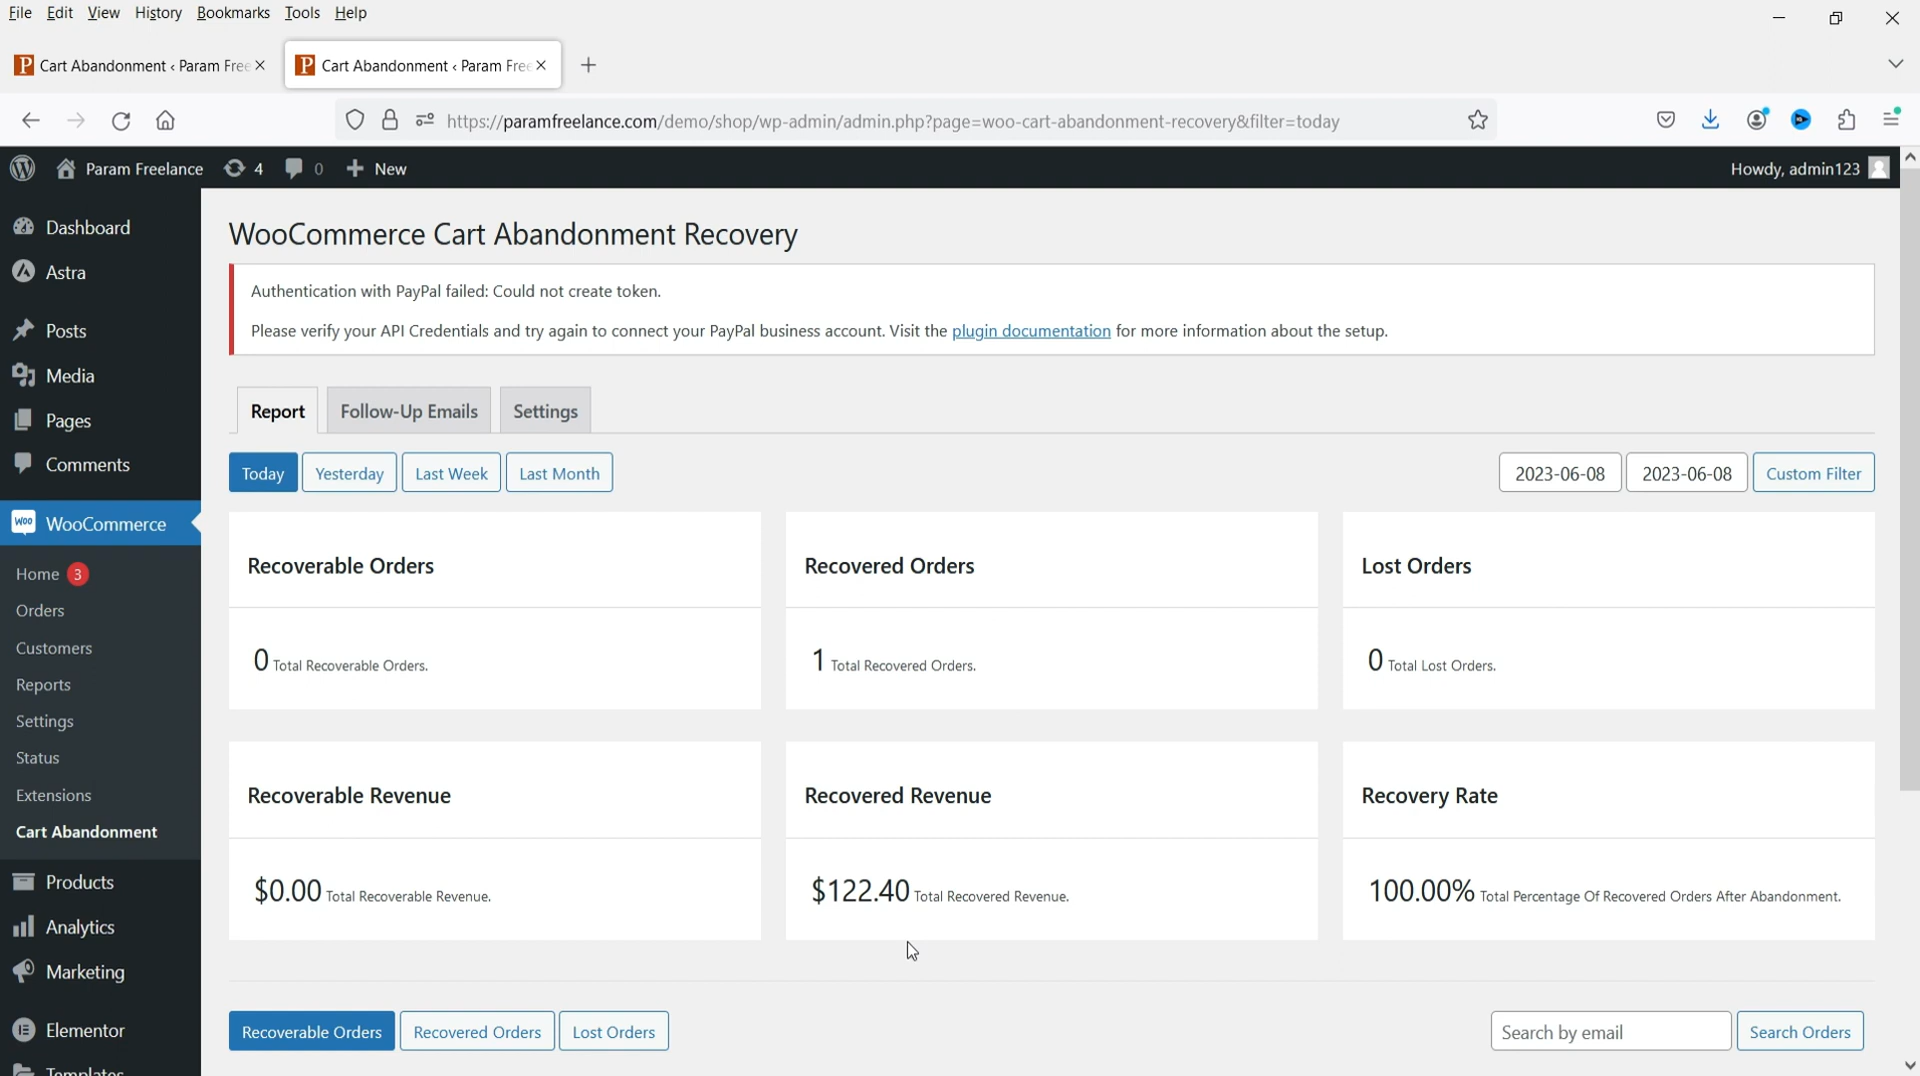 File Edit View History Bookmarks Tools Help
Cart Abandonment ‹ Param Free
Cart Abandonment ‹ Param Free
https://paramfreelance.com/demo/shop/wp-admin/admin.php?page=woo-cart-abandonment-recovery&filter=today
Param Freelance 4 0 New
Howdy, admin123
Dashboard
Astra
Posts
Media
Pages
Comments
WooCommerce
Home 3
Orders
Customers
Reports
Settings
Status
Extensions
Cart Abandonment
Products
Analytics
Marketing
Elementor
Templates
WooCommerce Cart Abandonment Recovery
Authentication with PayPal failed: Could not create token.
Please verify your API Credentials and try again to connect your PayPal business account. Visit the plugin documentation for more information about the setup.
Report Follow-Up Emails Settings
Today Yesterday Last Week Last Month
2023-06-08 2023-06-08 Custom Filter
Recoverable Orders
0 Total Recoverable Orders.
Recovered Orders
1 Total Recovered Orders.
Lost Orders
0 Total Lost Orders.
Recoverable Revenue
$0.00 Total Recoverable Revenue.
Recovered Revenue
$122.40 Total Recovered Revenue.
Recovery Rate
100.00% Total Percentage Of Recovered Orders After Abandonment.
Recoverable Orders Recovered Orders Lost Orders
Search by email Search Orders